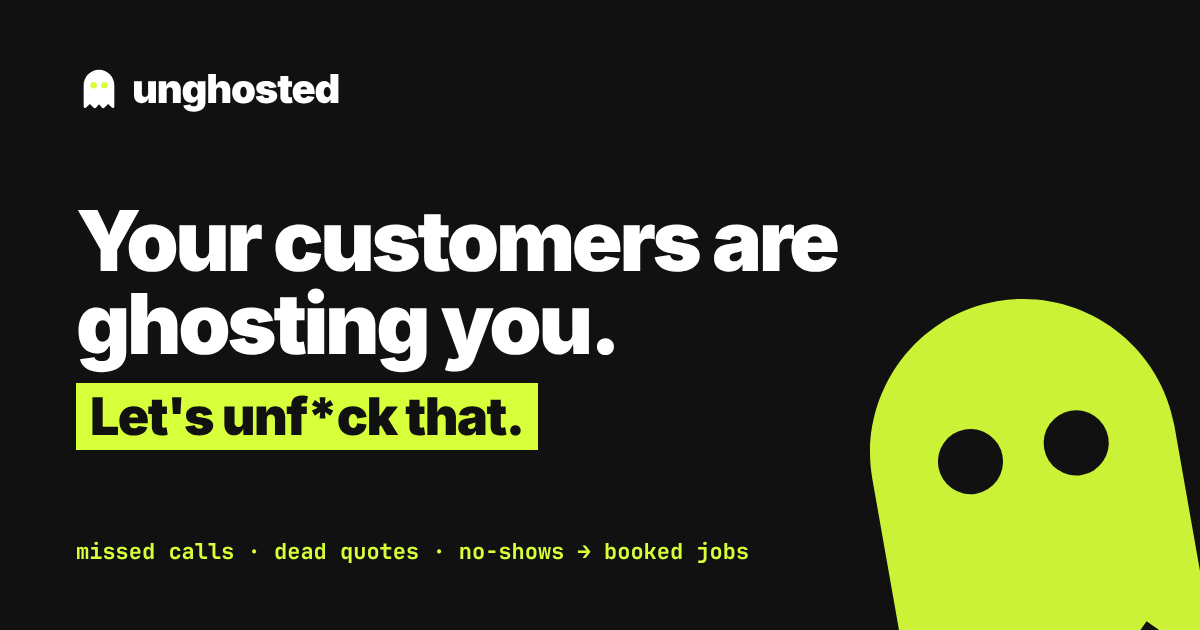 unghosted
Your customers are
ghosting you.
Let's unf*ck that.
missed calls · dead quotes · no-shows → booked jobs